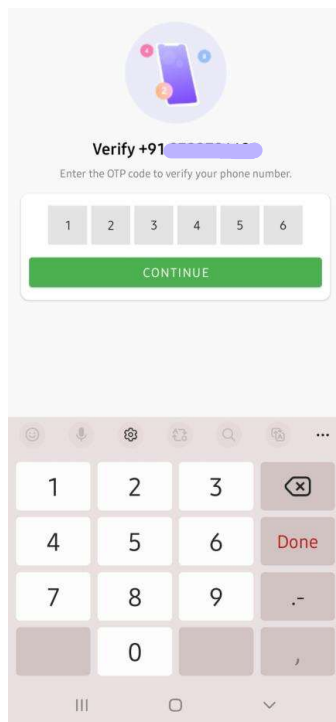 Verify +91
Enter the OTP code to verify your phone number.
1 2 3 4 5 6
CONTINUE
1 2 3
4 5 6 Done
7 8 9 .-
0 ,